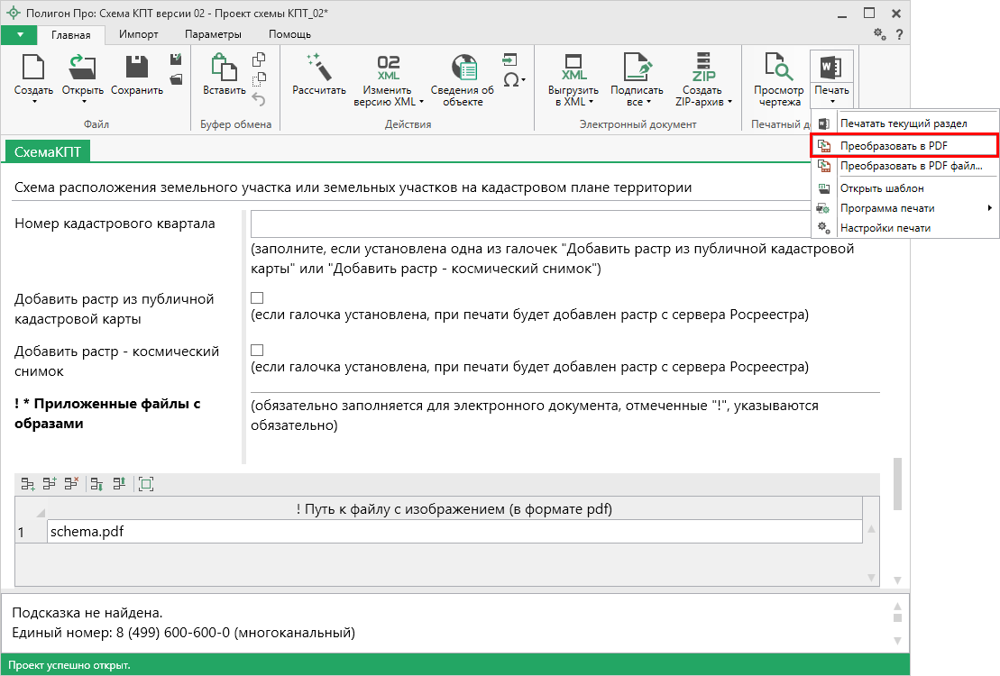 Полигон Про: Схема КПТ версии 02 - Проект схемы КПТ_02*
Главная Импорт Параметры Помощь
?
Создать Открыть Сохранить
Файл
Вставить
Буфер обмена
Рассчитать
02 XML
Изменить версию XML
Сведения об объекте
Ω
Действия
XML
Выгрузить в XML
Подписать все
ZIP
Создать ZIP-архив
Электронный документ
Просмотр чертежа
W
Печать
Печатный д
Печатать текущий раздел
Преобразовать в PDF
Преобразовать в PDF файл...
Открыть шаблон
Программа печати
Настройки печати
СхемаКПТ
Схема расположения земельного участка или земельных участков на кадастровом плане территории
Номер кадастрового квартала
(заполните, если установлена одна из галочек "Добавить растр из публичной кадастровой
карты" или "Добавить растр - космический снимок")
Добавить растр из публичной
кадастровой карты
(если галочка установлена, при печати будет добавлен растр с сервера Росреестра)
Добавить растр - космический
снимок
(если галочка установлена, при печати будет добавлен растр с сервера Росреестра)
! * Приложенные файлы с
образами
(обязательно заполняется для электронного документа, отмеченные "!", указываются
обязательно)
! Путь к файлу с изображением (в формате pdf)
1 schema.pdf
Подсказка не найдена.
Единый номер: 8 (499) 600-600-0 (многоканальный)
Проект успешно открыт.